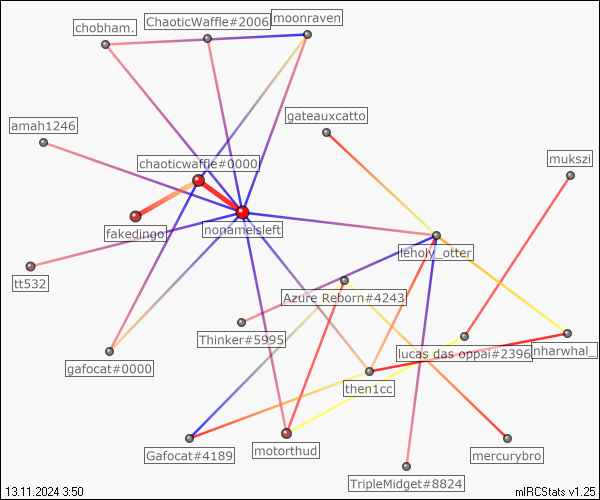 ChaoticWaffle#2006
moonraven
chobham.
gateauxcatto
amah1246
mukszi
chaoticwaffle#0000
fakedingo
nonameisleft
leholy_otter
tt532
Azure Reborn#4243
Thinker#5995
lucas das oppai#2396
nharwhal_
gafocat#0000
then1cc
Gafocat#4189
motorthud
mercurybro
TripleMidget#8824
13.11.2024 3:50
mIRCStats v1.25